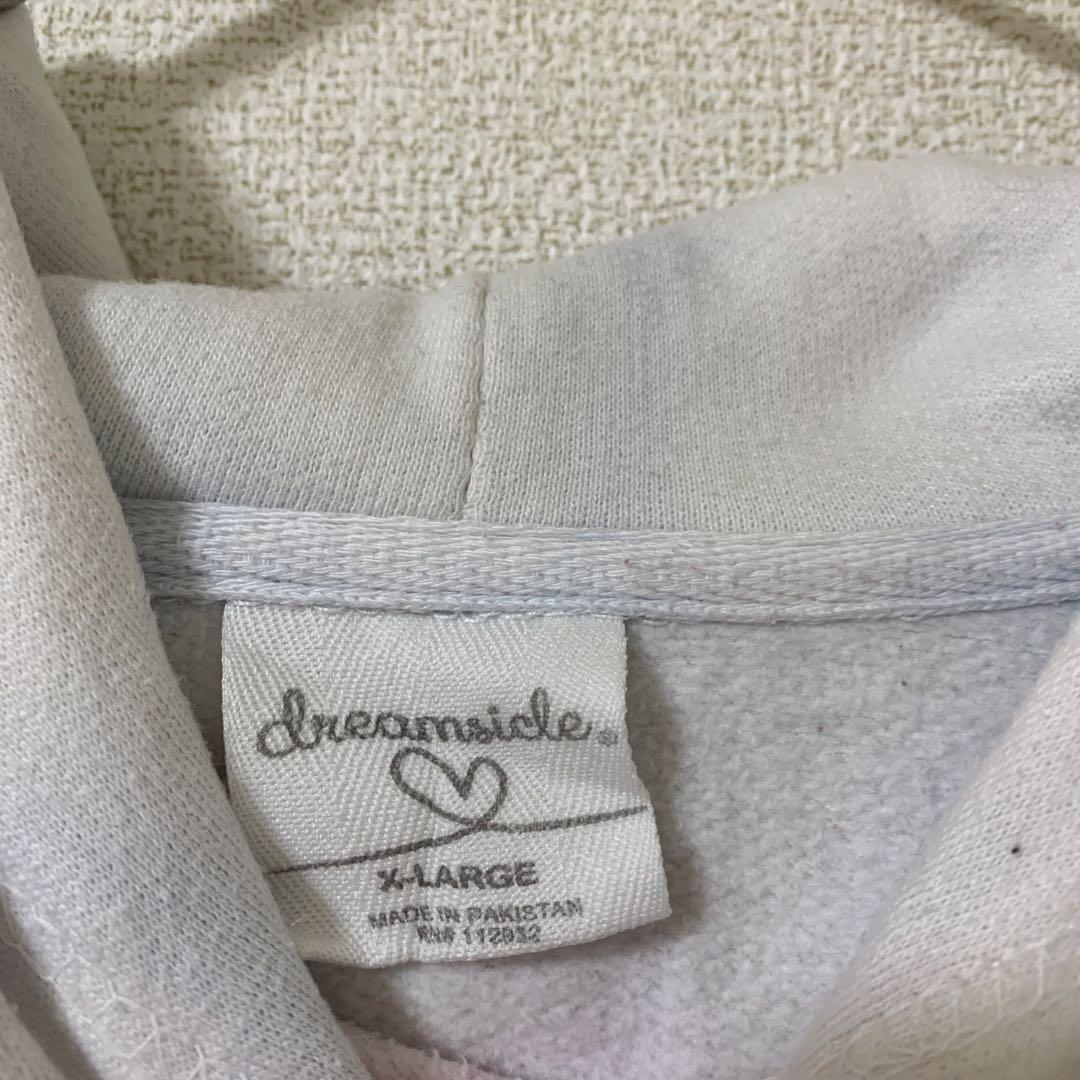 dreamsicle
X-LARGE
MADE IN PAKISTAN
RN# 112932